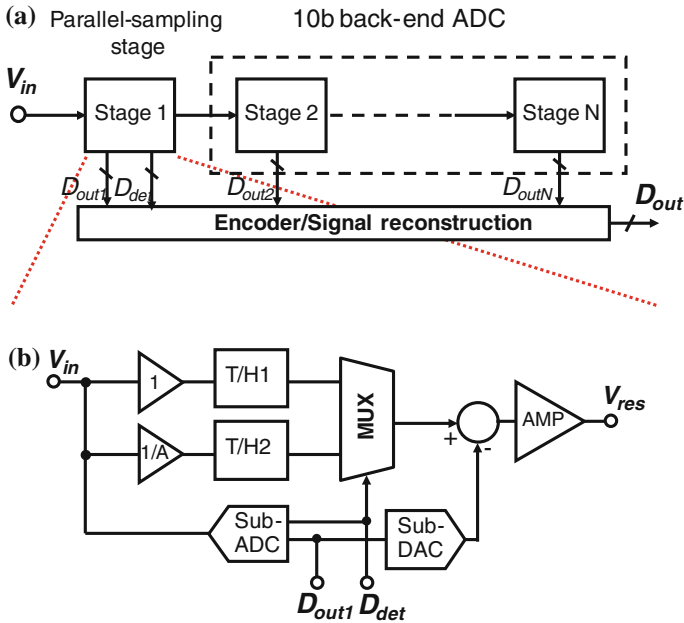 (a) Parallel-sampling stage
10b back-end ADC
V_in
Stage 1
Stage 2
Stage N
D_out1
D_det
D_out2
D_outN
D_out
Encoder/Signal reconstruction
(b)
V_in
1
T/H1
1/A
T/H2
MUX
+
-
AMP
V_res
Sub-
ADC
Sub-
DAC
D_out1
D_det